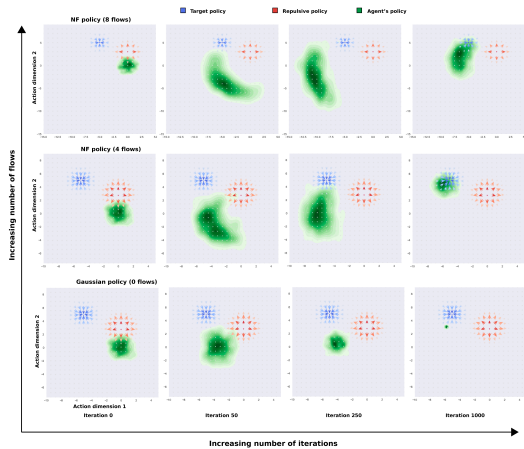 Target policy
Repulsive policy
Agent's policy
NF policy (8 flows)
Action dimension 2
NF policy (4 flows)
Action dimension 2
Gaussian policy (0 flows)
Action dimension 2
Action dimension 1
Iteration 0
Iteration 50
Iteration 250
Iteration 1000
Increasing number of flows
Increasing number of iterations